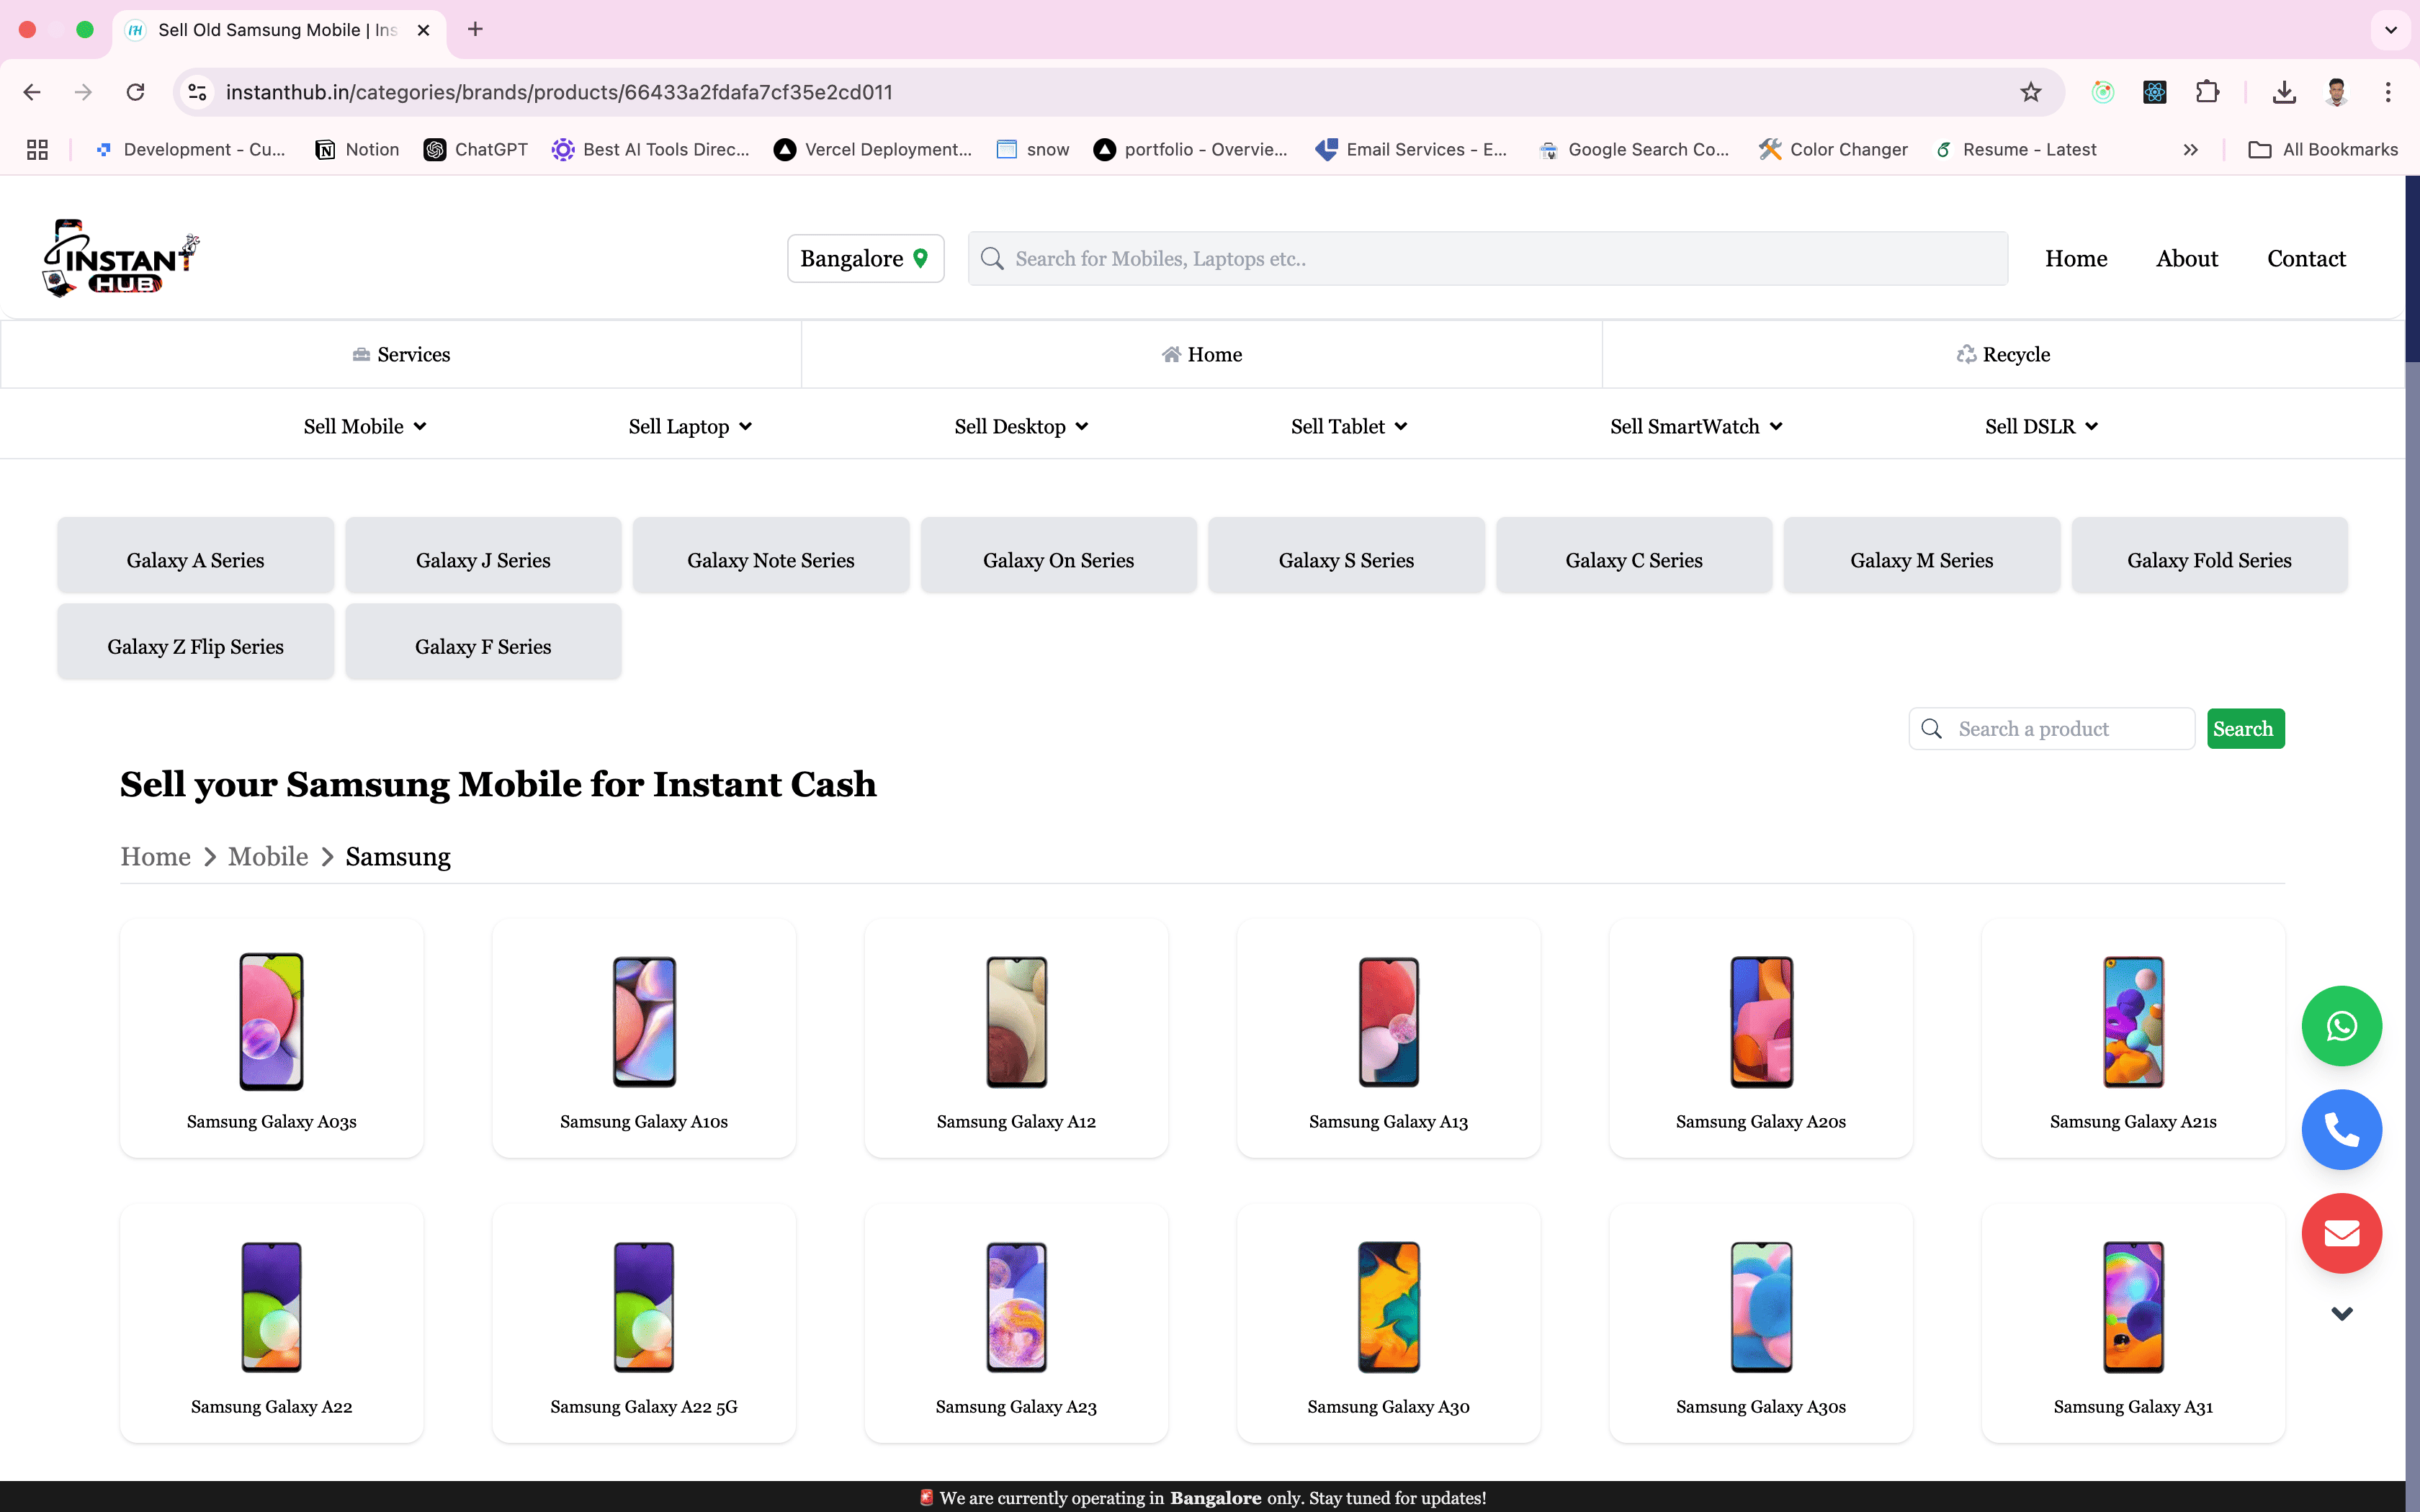 Sell Old Samsung Mobile | Ins
instanthub.in/categories/brands/products/66433a2fdafa7cf35e2cd011
Development - Cu...
Notion
ChatGPT
Best AI Tools Direc...
Vercel Deployment...
snow
portfolio - Overvie...
Email Services - E...
Google Search Co...
Color Changer
Resume - Latest
All Bookmarks
INSTANT
HUB
Bangalore
Search for Mobiles, Laptops etc..
Home
About
Contact
Services
Home
Recycle
Sell Mobile
Sell Laptop
Sell Desktop
Sell Tablet
Sell SmartWatch
Sell DSLR
Galaxy A Series
Galaxy J Series
Galaxy Note Series
Galaxy On Series
Galaxy S Series
Galaxy C Series
Galaxy M Series
Galaxy Fold Series
Galaxy Z Flip Series
Galaxy F Series
Search a product
Search
Sell your Samsung Mobile for Instant Cash
Home > Mobile > Samsung
Samsung Galaxy A03s
Samsung Galaxy A10s
Samsung Galaxy A12
Samsung Galaxy A13
Samsung Galaxy A20s
Samsung Galaxy A21s
Samsung Galaxy A22
Samsung Galaxy A22 5G
Samsung Galaxy A23
Samsung Galaxy A30
Samsung Galaxy A30s
Samsung Galaxy A31
🚨 We are currently operating in Bangalore only. Stay tuned for updates!